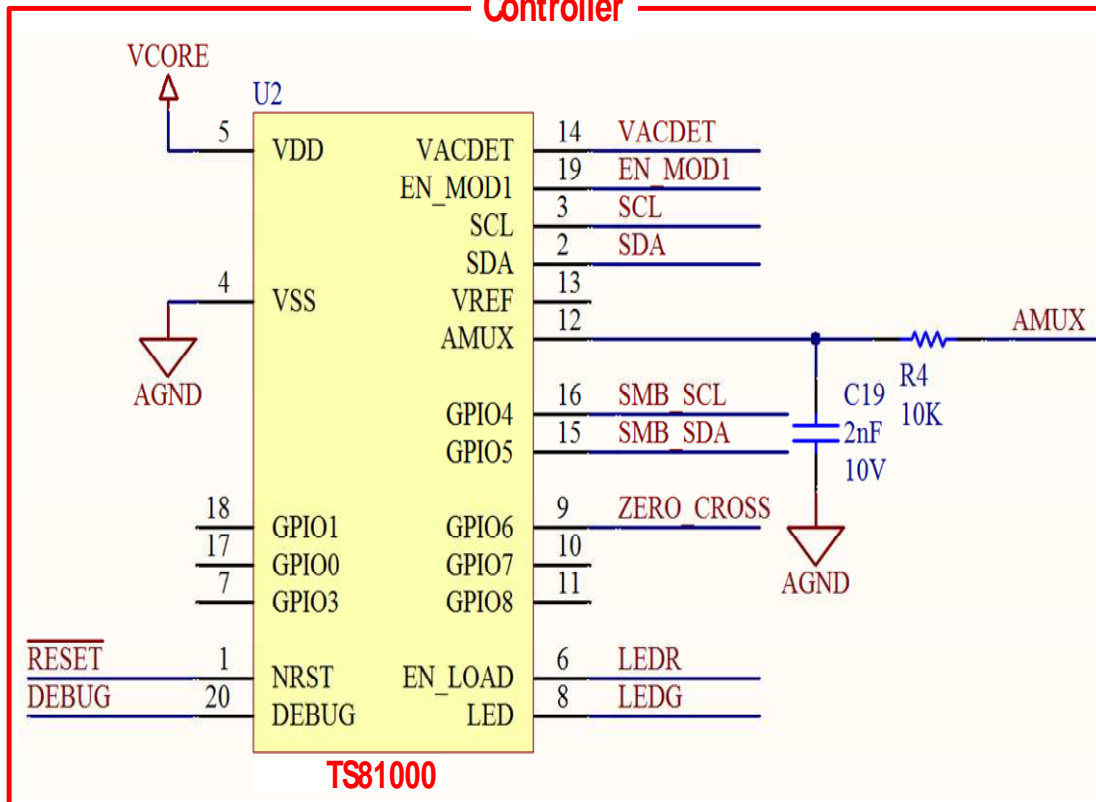 Controller
VCORE
U2
5 VDD VACDET 14 VACDET
EN_MOD1 19 EN_MOD1
SCL 3 SCL
SDA 2 SDA
4 VSS VREF 13
AMUX 12 AMUX
AGND
R4
10K
C19
2nF
10V
GPIO4 16 SMB_SCL
GPIO5 15 SMB_SDA
18 GPIO1 GPIO6 9 ZERO_CROSS
17 GPIO0 GPIO7 10
7 GPIO3 GPIO8 11
AGND
RESET 1 NRST EN_LOAD 6 LEDR
DEBUG 20 DEBUG LED 8 LEDG
TS81000